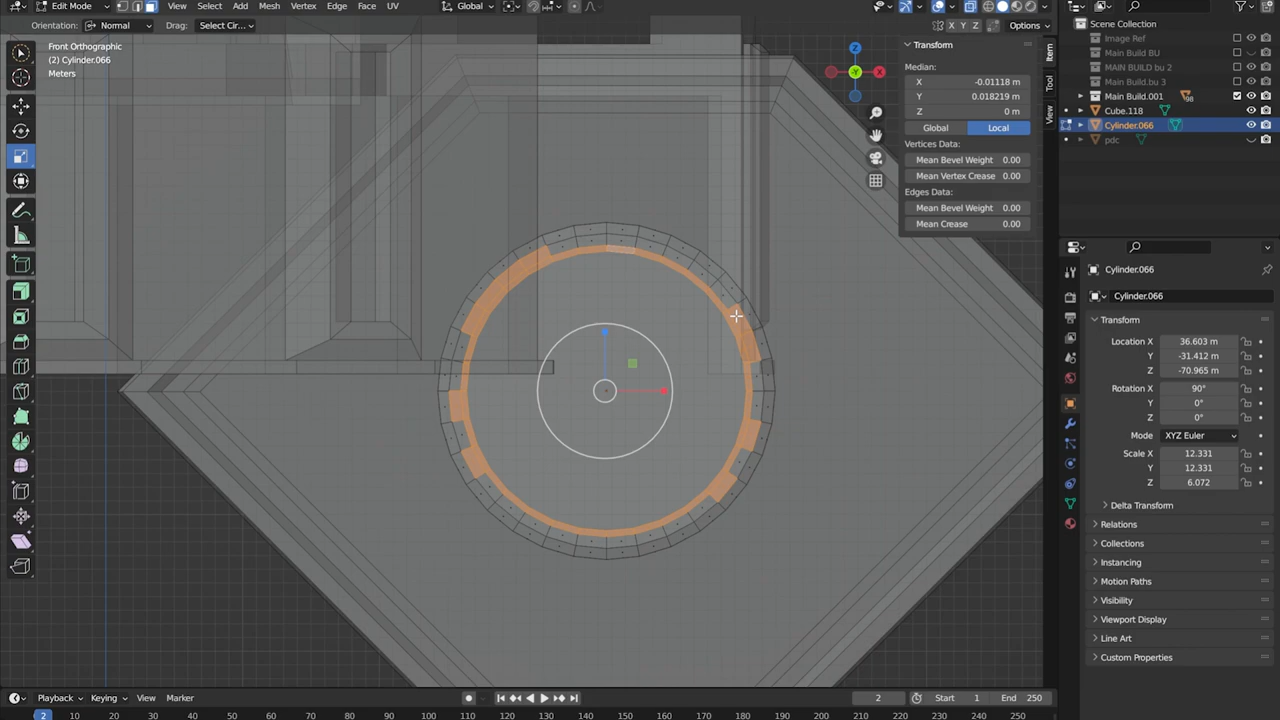 Edit Mode View Select Add Mesh Vertex Edge Face UV Global
Orientation: Normal Drag: Select Cir... X Y Z Options
Front Orthographic
(2) Cylinder.066
Meters
Transform
Median:
X -0.01118 m
Y 0.018219 m
Z 0 m
Global Local
Vertices Data:
Mean Bevel Weight 0.00
Mean Vertex Crease 0.00
Edges Data:
Mean Bevel Weight 0.00
Mean Crease 0.00
Item
Tool
View
Z
Y
X
Scene Collection
Image Ref
Main Build BU
MAIN BUILD bu 2
Main Build.bu 3
Main Build.001 98
Cube.118
Cylinder.066
pdc
Cylinder.066
Cylinder.066
Transform
Location X 36.603 m
Y -31.412 m
Z -70.965 m
Rotation X 90°
Y 0°
Z 0°
Mode XYZ Euler
Scale X 12.331
Y 12.331
Z 6.072
Delta Transform
Relations
Collections
Instancing
Motion Paths
Visibility
Viewport Display
Line Art
Custom Properties
Playback Keying View Marker 2 Start 1 End 250
2 10 20 30 40 50 60 70 80 90 100 110 120 130 140 150 160 170 180 190 200 210 220 230 240 250